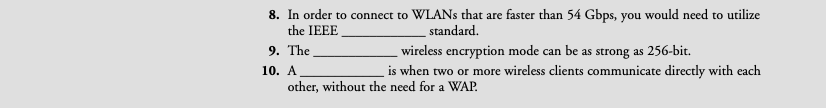 8. In order to connect to WLANs that are faster than 54 Gbps, you would need to utilize
the IEEE ____________ standard.
9. The ____________ wireless encryption mode can be as strong as 256-bit.
10. A ____________ is when two or more wireless clients communicate directly with each
other, without the need for a WAP.